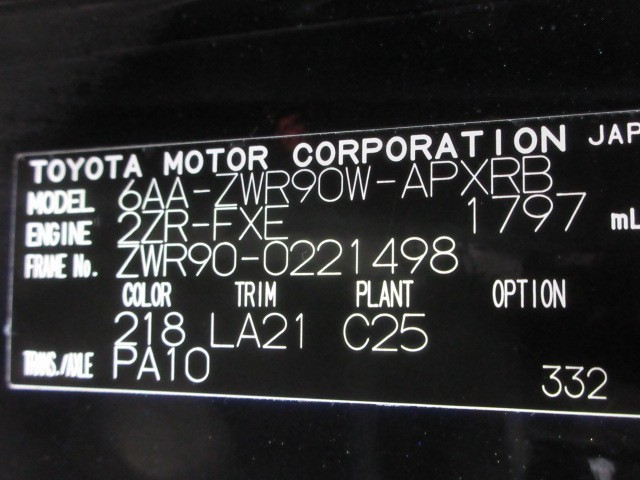 TOYOTA MOTOR CORPORATION JAP
MODEL 6AA-ZWR90W-APXRB
ENGINE 2ZR-FXE 1797 mL
FRAME No. ZWR90-0221498
COLOR TRIM PLANT OPTION
218 LA21 C25
TRANS./AXLE PA10
332